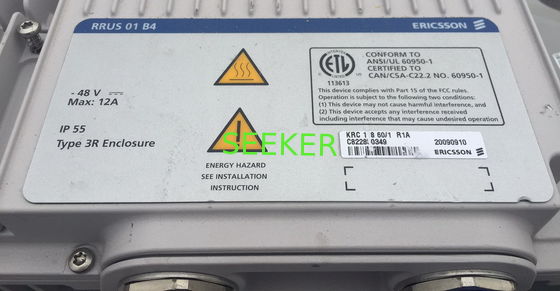 RRUS 01 B4
ERICSSON
- 48 V
Max: 12A
IP 55
Type 3R Enclosure
ENERGY HAZARD
SEE INSTALLATION
INSTRUCTION
ETL
113613
CONFORM TO
ANSI/UL 60950-1
CERTIFIED TO
CAN/CSA-C22.2 NO. 60950-1
This device complies with Part 15 of the FCC rules.
Operation is subject to the following two conditions:
(1) This device may not cause harmful interference, and
(2) This device accepts any interference received
including interference that may cause undesired operation
KRC 1 8 60/1 R1A
C8228 0349 20090910
ERICSSON
SEEKER